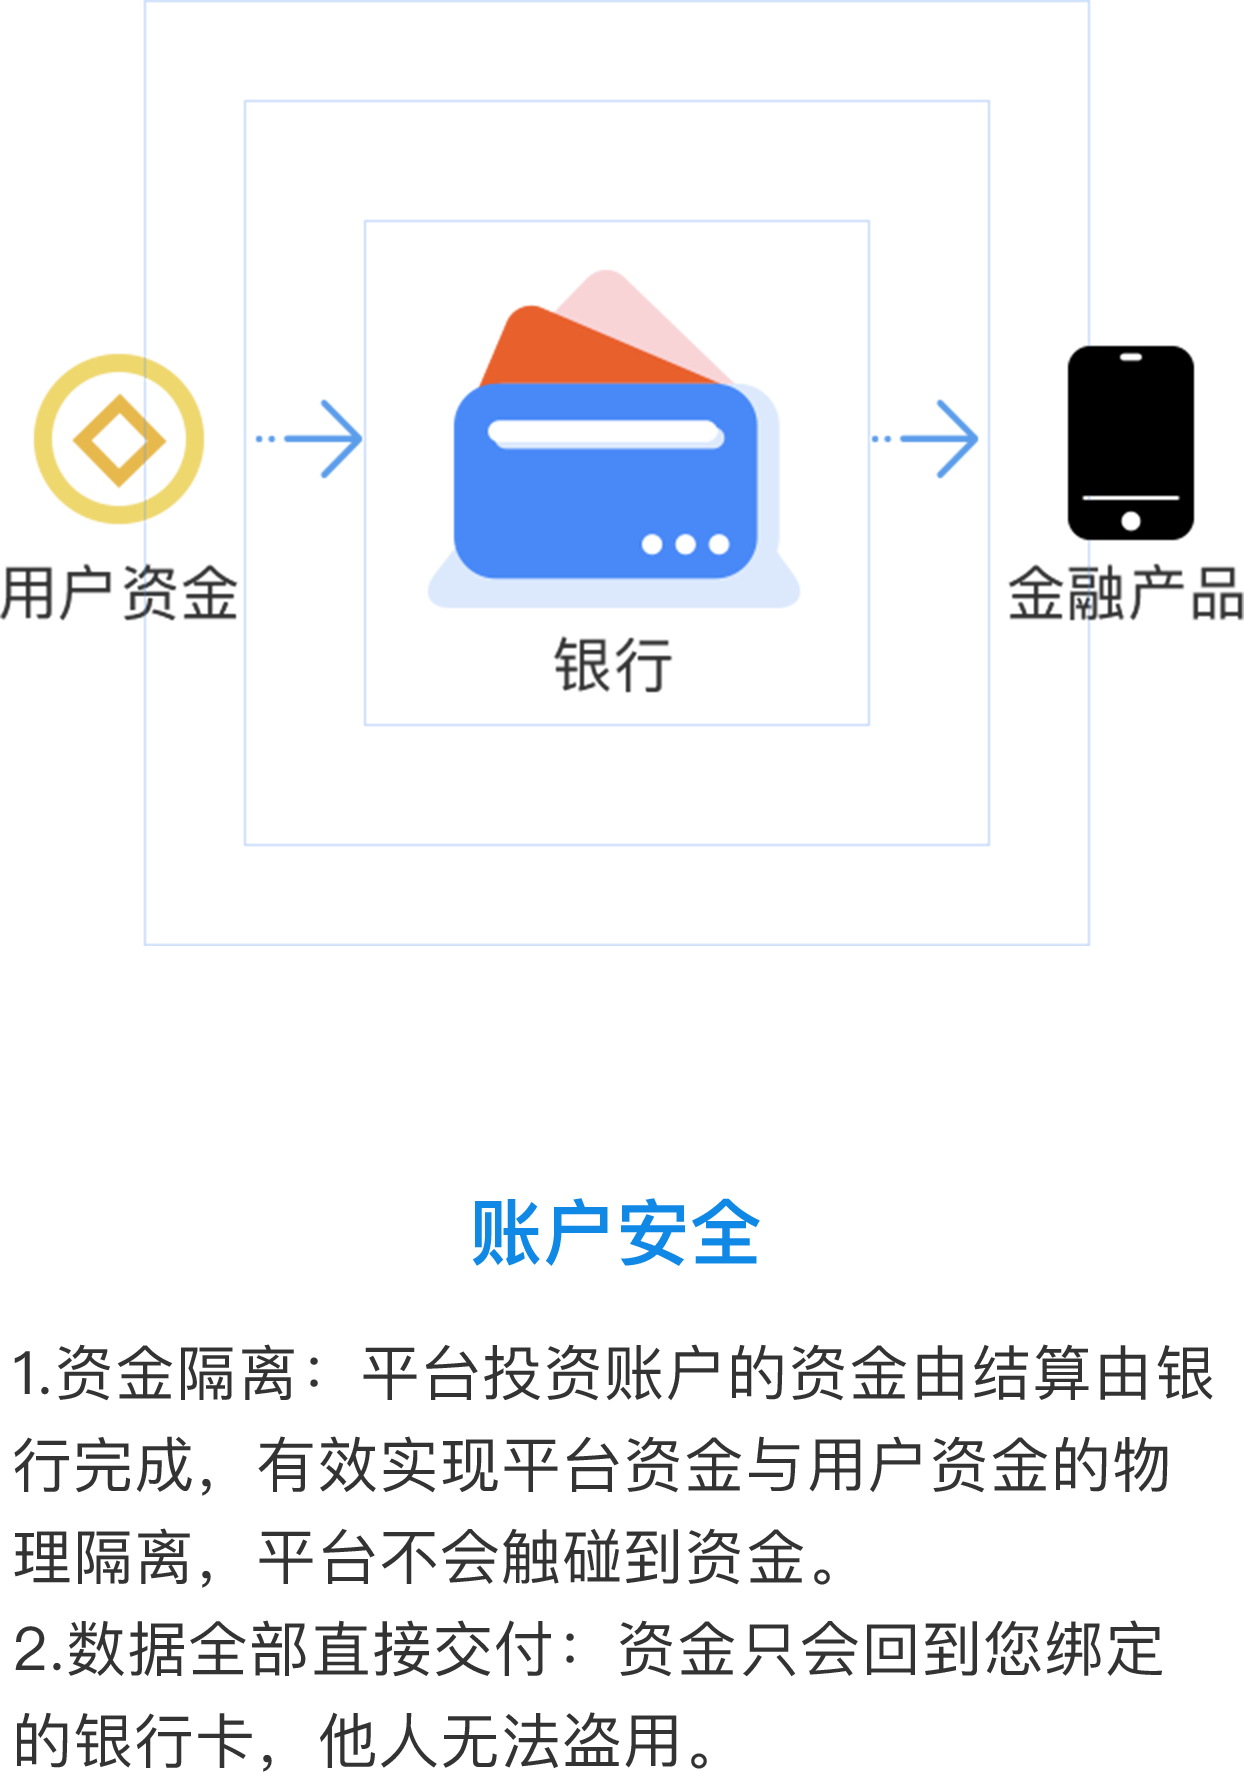 用户资金
金融产品
银行
账户安全
1.资金隔离：平台投资账户的资金由结算由银
行完成，有效实现平台资金与用户资金的物
理隔离，平台不会触碰到资金。
2.数据全部直接交付：资金只会回到您绑定
的银行卡，他人无法盗用。